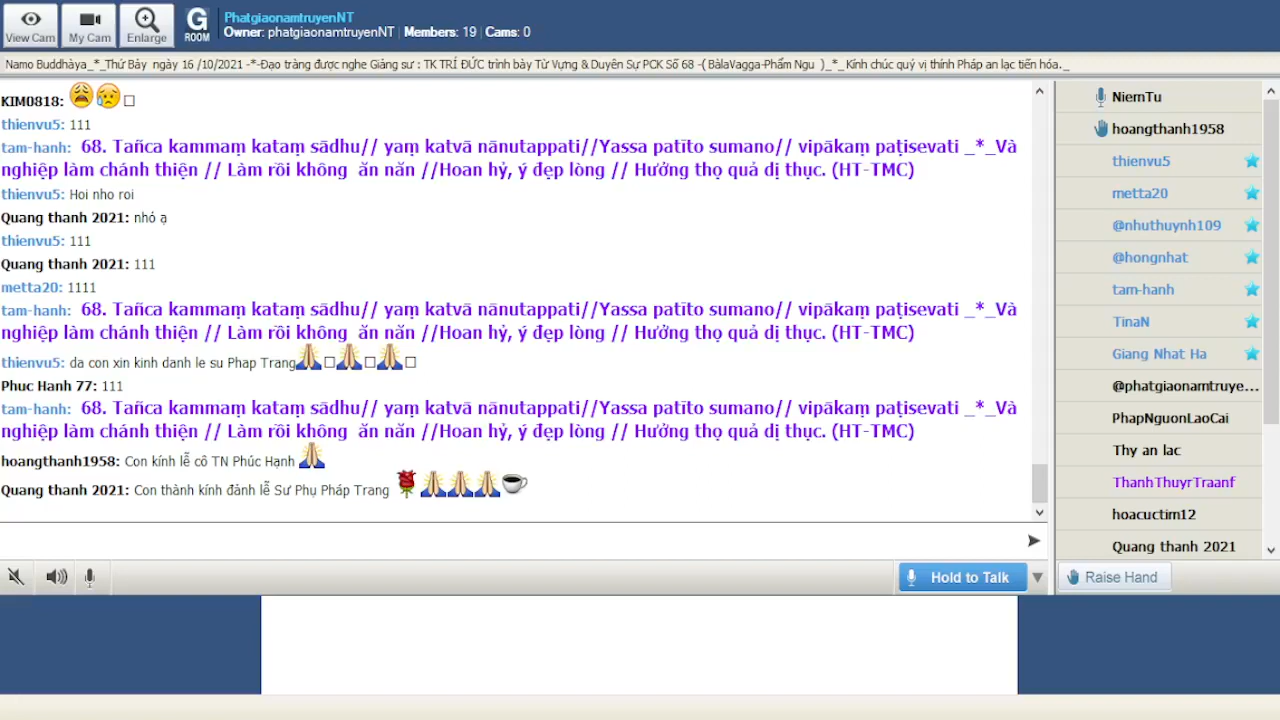 View Cam
My Cam
Enlarge
G
ROOM
PhatgiaonamtruyenNT
Owner: phatgiaonamtruyenNT | Members: 19 | Cams: 0
Namo Buddhàya_*_Thứ Bảy ngày 16 /10/2021 -*-Đạo tràng được nghe Giảng sư : TK TRÍ ĐỨC trình bày Từ Vựng & Duyên Sự PCK Số 68 -( BàlaVagga-Phẩm Ngu )_*_ Kính chúc quý vị thính Pháp an lạc tiến hóa._
KIM0818:
thienvu5: 111
tam-hanh: 68. Tañca kammaṃ kataṃ sādhu// yaṃ katvā nānutappati//Yassa patīto sumano// vipākaṃ paṭisevati _*_Và
nghiệp làm chánh thiện // Làm rồi không ăn năn //Hoan hỷ, ý đẹp lòng // Hưởng thọ quả dị thục. (HT-TMC)
thienvu5: Hoi nho roi
Quang thanh 2021: nhỏ ạ
thienvu5: 111
Quang thanh 2021: 111
metta20: 1111
tam-hanh: 68. Tañca kammaṃ kataṃ sādhu// yaṃ katvā nānutappati//Yassa patīto sumano// vipākaṃ paṭisevati _*_Và
nghiệp làm chánh thiện // Làm rồi không ăn năn //Hoan hỷ, ý đẹp lòng // Hưởng thọ quả dị thục. (HT-TMC)
thienvu5: da con xin kinh danh le su Phap Trang
Phuc Hanh 77: 111
tam-hanh: 68. Tañca kammaṃ kataṃ sādhu// yaṃ katvā nānutappati//Yassa patīto sumano// vipākaṃ paṭisevati _*_Và
nghiệp làm chánh thiện // Làm rồi không ăn năn //Hoan hỷ, ý đẹp lòng // Hưởng thọ quả dị thục. (HT-TMC)
hoangthanh1958: Con kính lễ cô TN Phúc Hạnh
Quang thanh 2021: Con thành kính đảnh lễ Sư Phụ Pháp Trang
Hold to Talk
NiemTu
hoangthanh1958
thienvu5
metta20
@nhuthuynh109
@hongnhat
tam-hanh
TinaN
Giang Nhat Ha
@phatgiaonamtruye...
PhapNguonLaoCai
Thy an lac
ThanhThuyrTraanf
hoacuctim12
Quang thanh 2021
Raise Hand